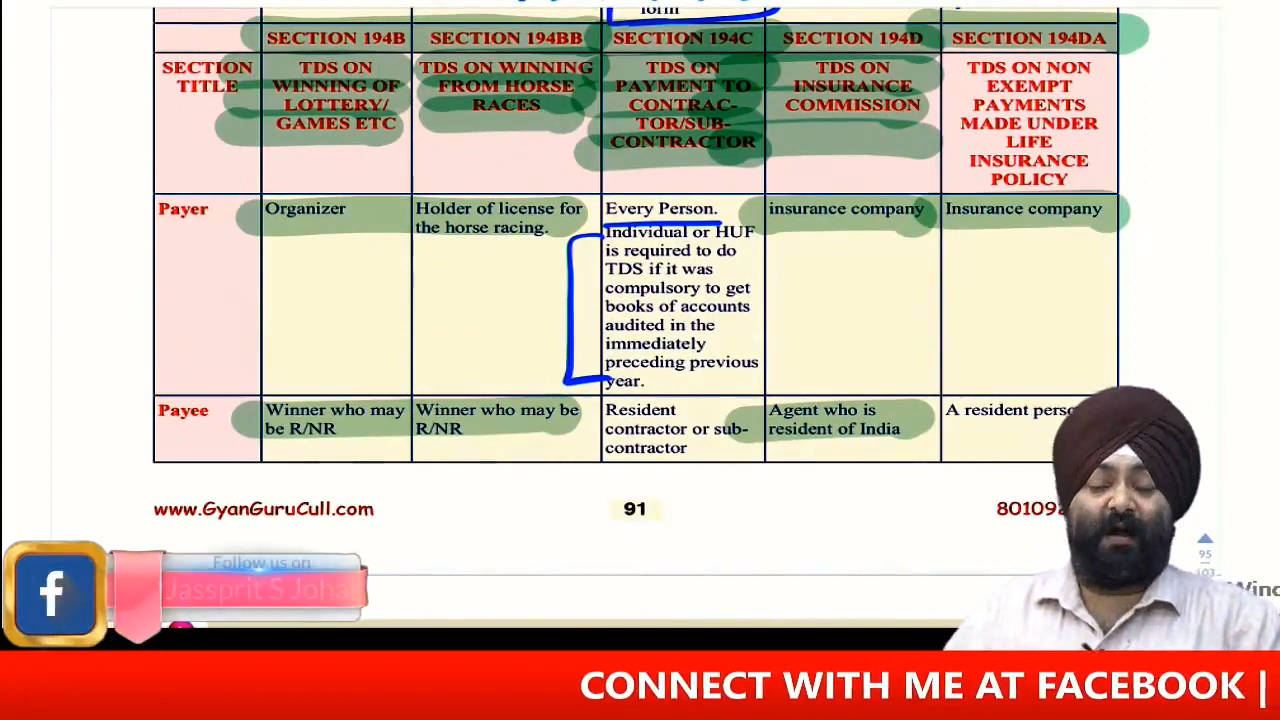 form
SECTION 194B SECTION 194BB SECTION 194C SECTION 194D SECTION 194DA
SECTION TITLE
TDS ON
WINNING OF
LOTTERY/
GAMES ETC
TDS ON WINNING
FROM HORSE
RACES
TDS ON
PAYMENT TO
CONTRAC-
TOR/SUB-
CONTRACTOR
TDS ON
INSURANCE
COMMISSION
TDS ON NON
EXEMPT
PAYMENTS
MADE UNDER
LIFE
INSURANCE
POLICY
Payer
Organizer
Holder of license for
the horse racing.
Every Person.
Individual or HUF
is required to do
TDS if it was
compulsory to get
books of accounts
audited in the
immediately
preceding previous
year.
insurance company
Insurance company
Payee
Winner who may
be R/NR
Winner who may be
R/NR
Resident
contractor or sub-
contractor
Agent who is
resident of India
A resident
www.GyanGuruCull.com 91
95
103
f
Follow us on
Jassprit S
CONNECT WITH ME AT FACEBOOK |